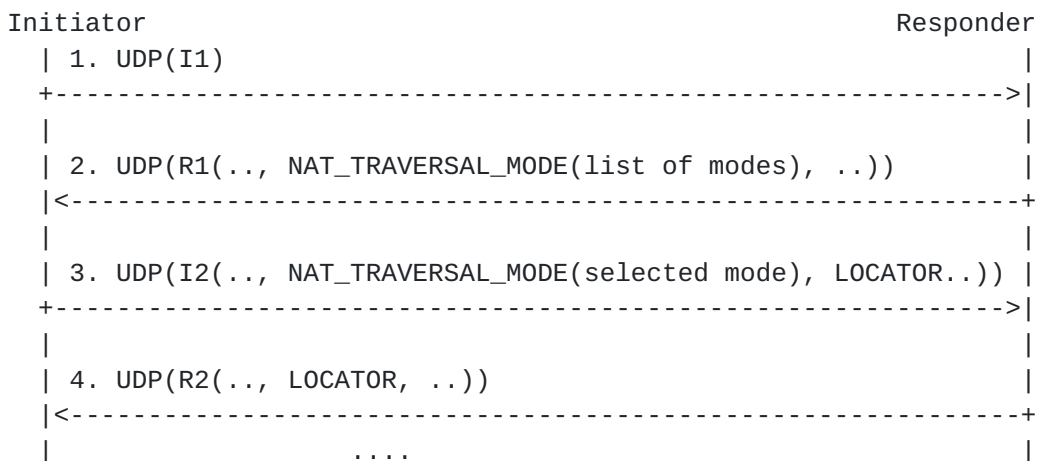 Initiator                                                Responder
  | 1. UDP(I1)                                                   |
  +------------------------------------------------------------->|
  |                                                              |
  | 2. UDP(R1(.., NAT_TRAVERSAL_MODE(list of modes), ..))        |
  |<-------------------------------------------------------------+
  |                                                              |
  | 3. UDP(I2(.., NAT_TRAVERSAL_MODE(selected mode), LOCATOR..)) |
  +------------------------------------------------------------->|
  |                                                              |
  | 4. UDP(R2(.., LOCATOR, ..))                                  |
  |<-------------------------------------------------------------+
  |                   ....                                       |